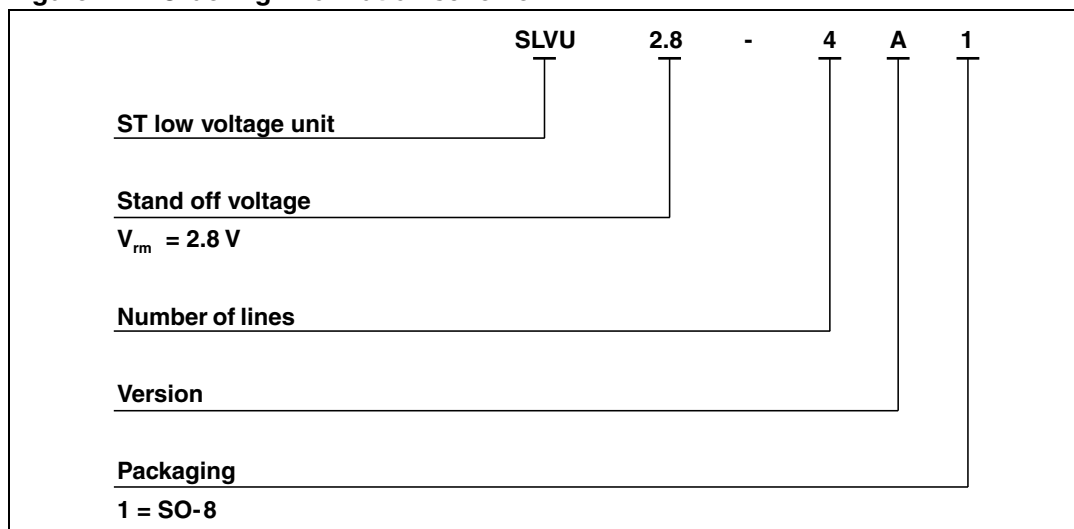 SLVU 2.8 - 4 A 1
ST low voltage unit
Stand off voltage
Vrm = 2.8 V
Number of lines
Version
Packaging
1 = SO-8